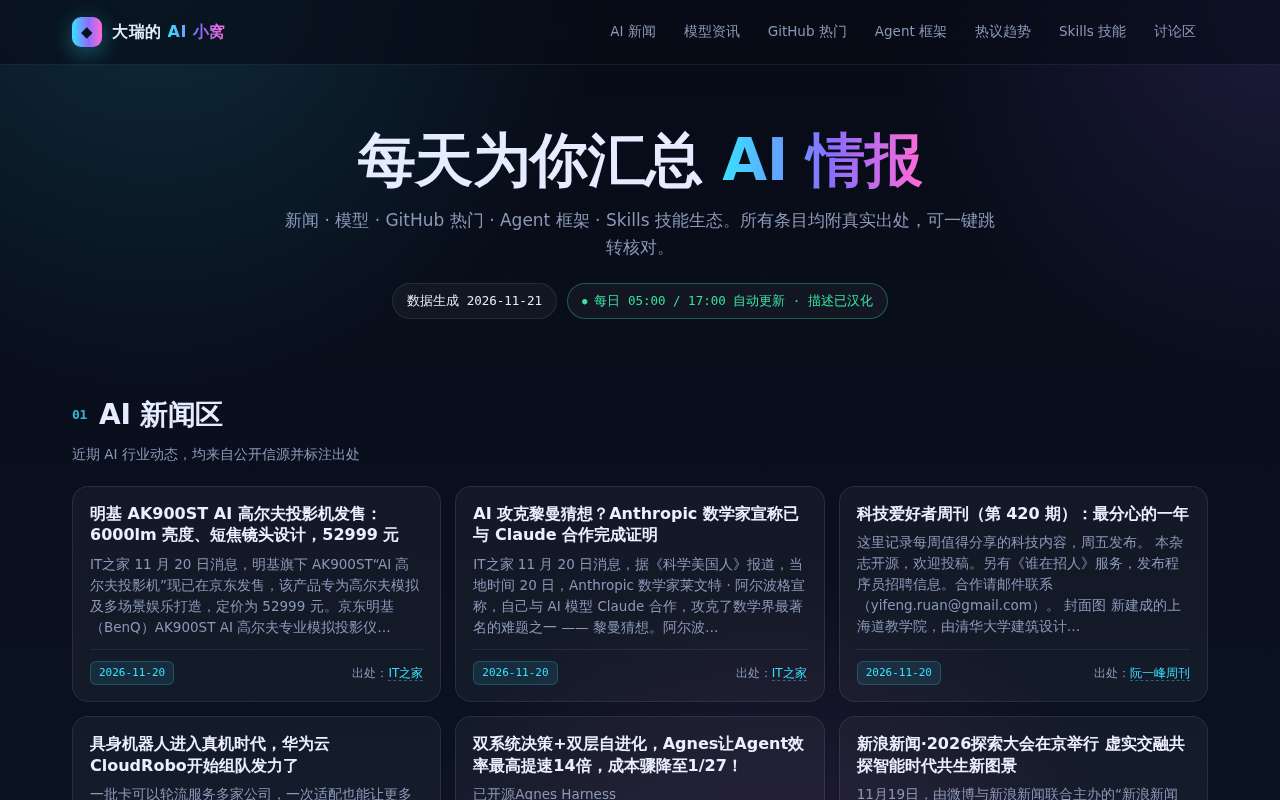 大瑞的 AI 小窝
AI 新闻
模型资讯
GitHub 热门
Agent 框架
热议趋势
Skills 技能
讨论区
每天为你汇总 AI 情报
新闻 · 模型 · GitHub 热门 · Agent 框架 · Skills 技能生态。所有条目均附真实出处，可一键跳
转核对。
数据生成 2026-11-21
● 每日 05:00 / 17:00 自动更新 · 描述已汉化
01 AI 新闻区
近期 AI 行业动态，均来自公开信源并标注出处
明基 AK900ST AI 高尔夫投影机发售：
6000lm 亮度、短焦镜头设计，52999 元
IT之家 11 月 20 日消息，明基旗下 AK900ST“AI 高
尔夫投影机”现已在京东发售，该产品专为高尔夫模拟
及多场景娱乐打造，定价为 52999 元。京东明基
（BenQ）AK900ST AI 高尔夫专业模拟投影仪…
2026-11-20
出处：IT之家
AI 攻克黎曼猜想？Anthropic 数学家宣称已
与 Claude 合作完成证明
IT之家 11 月 20 日消息，据《科学美国人》报道，当
地时间 20 日，Anthropic 数学家莱文特 · 阿尔波格宣
称，自己与 AI 模型 Claude 合作，攻克了数学界最著
名的难题之一 —— 黎曼猜想。阿尔波…
2026-11-20
出处：IT之家
科技爱好者周刊（第 420 期）：最分心的一年
这里记录每周值得分享的科技内容，周五发布。 本杂
志开源，欢迎投稿。另有《谁在招人》服务，发布程
序员招聘信息。合作请邮件联系
（yifeng.ruan@gmail.com）。 封面图 新建成的上
海道教学院，由清华大学建筑设计…
2026-11-20
出处：阮一峰周刊
具身机器人进入真机时代，华为云
CloudRobo开始组队发力了
一批卡可以轮流服务多家公司，一次适配也能让更多
双系统决策+双层自进化，Agnes让Agent效
率最高提速14倍，成本骤降至1/27！
已开源Agnes Harness
新浪新闻·2026探索大会在京举行 虚实交融共
探智能时代共生新图景
11月19日，由微博与新浪新闻联合主办的“新浪新闻